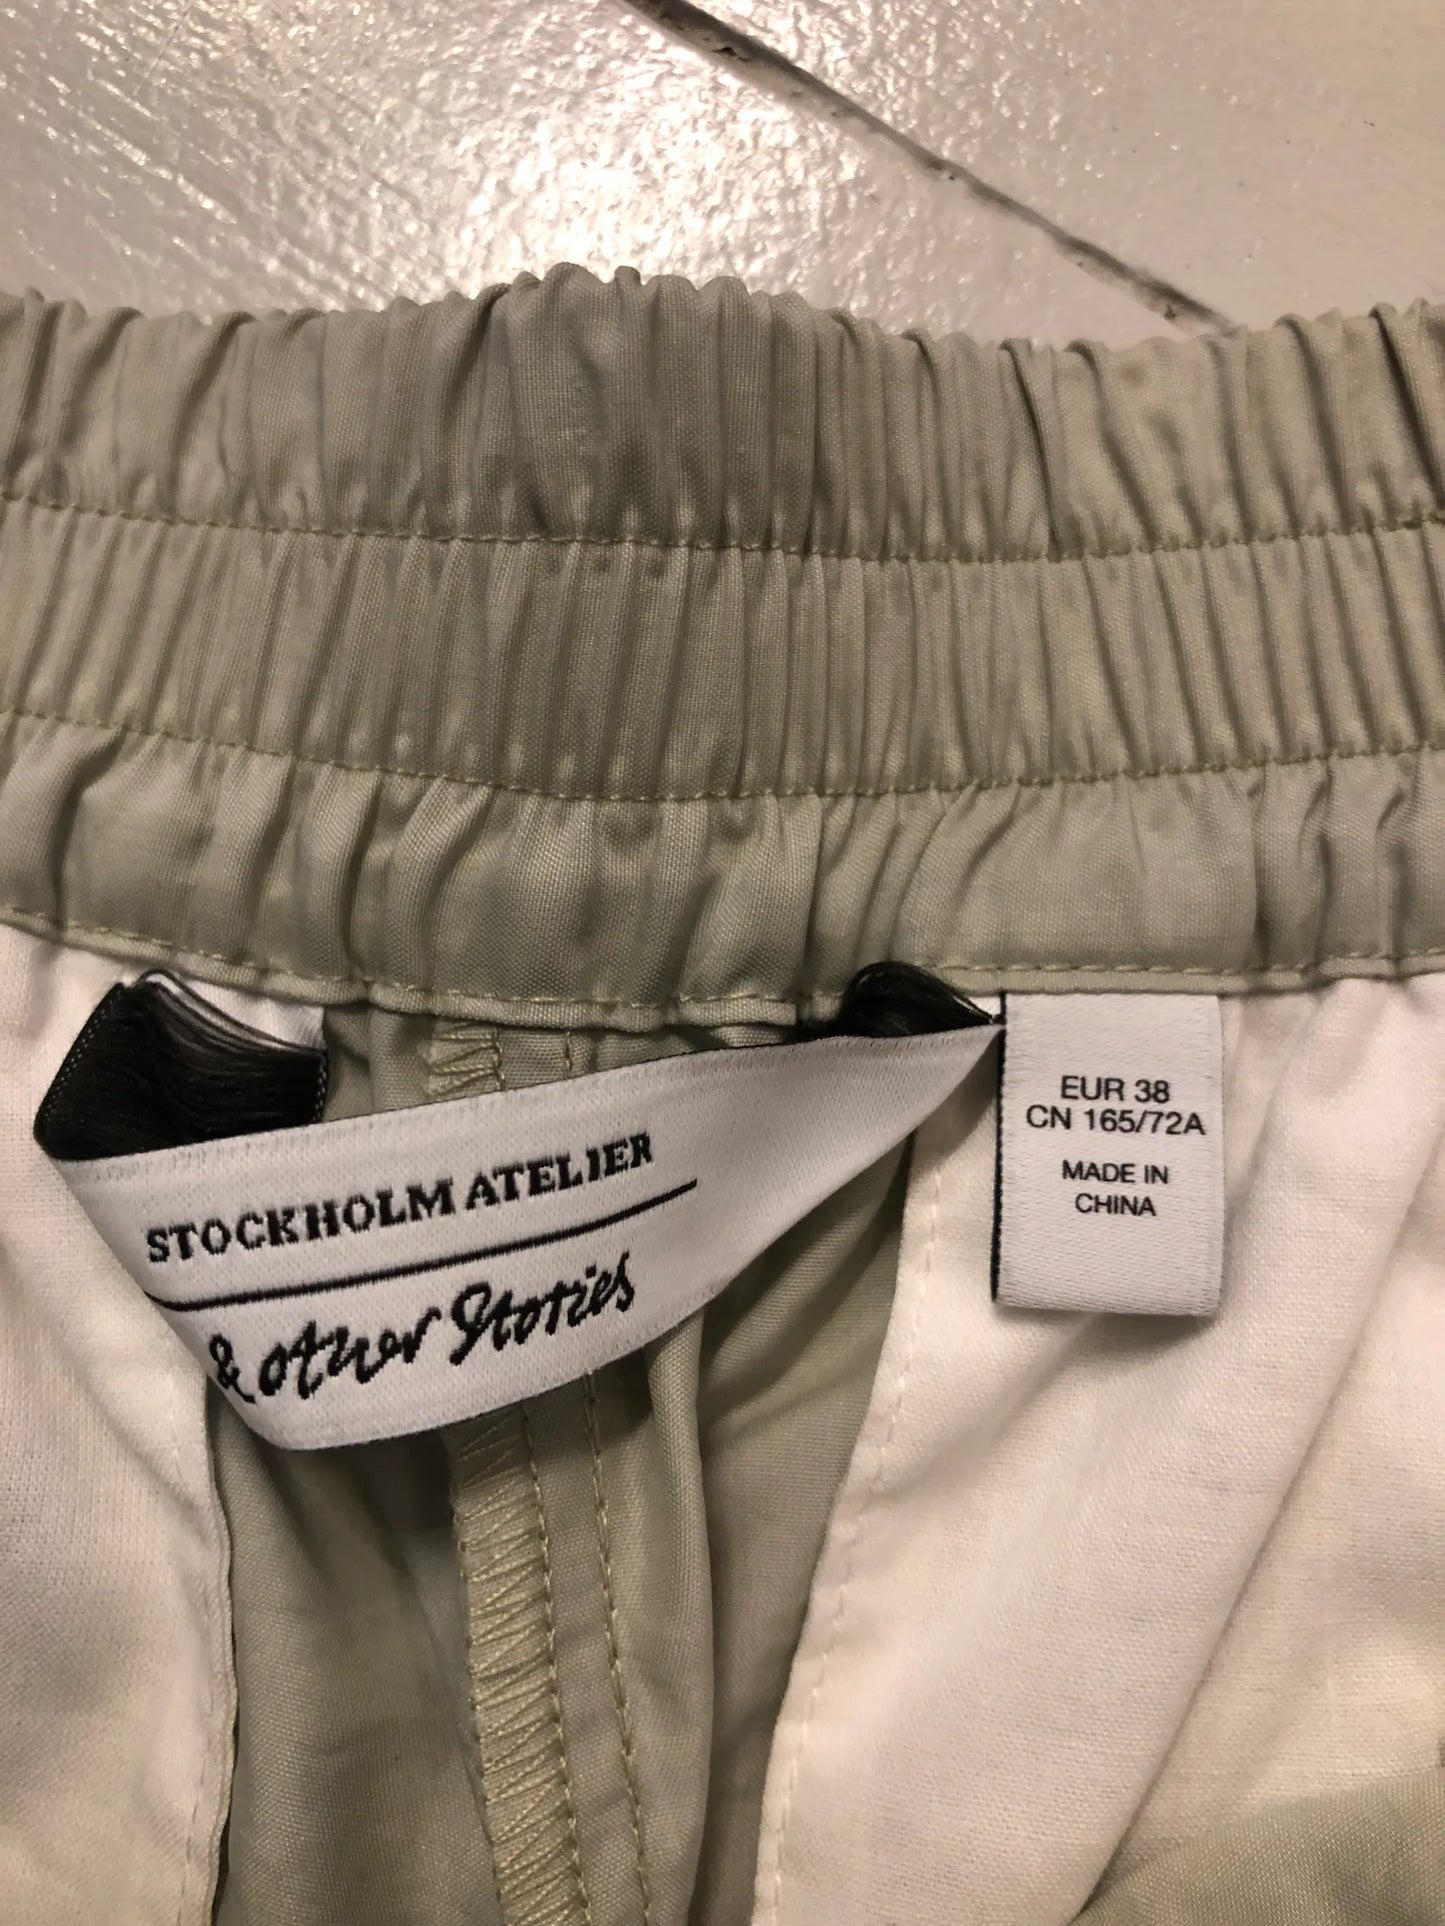 STOCKHOLM ATELIER
& other Stories
EUR 38
CN 165/72A
MADE IN
CHINA